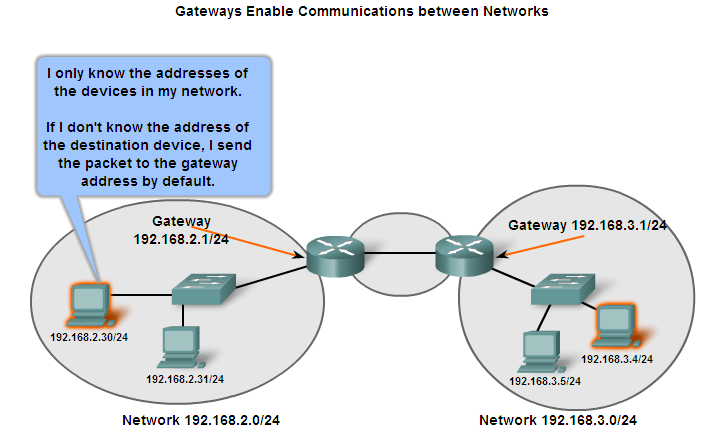 Gateways Enable Communications between Networks
I only know the addresses of
the devices in my network.
If I don't know the address of
the destination device, I send
the packet to the gateway
address by default.
Gateway
192.168.2.1/24
Gateway 192.168.3.1/24
192.168.2.30/24
192.168.2.31/24
192.168.3.4/24
192.168.3.5/24
Network 192.168.2.0/24
Network 192.168.3.0/24